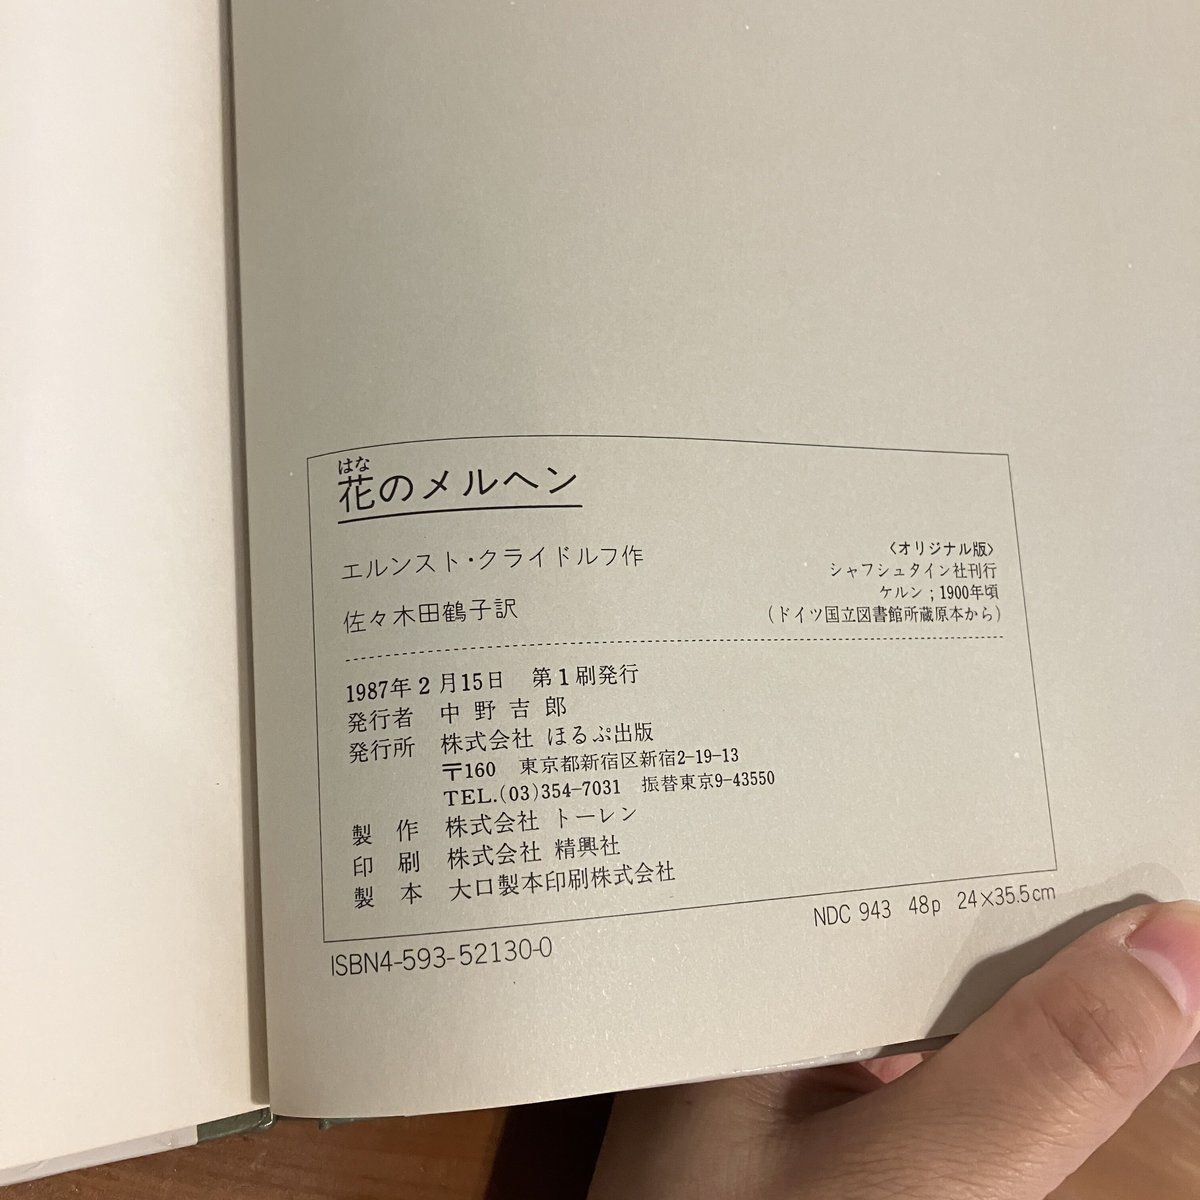 はな
花のメルヘン
エルンスト・クライドルフ作
佐々木田鶴子訳
〈オリジナル版〉
シャフシュタイン社刊行
ケルン；1900年頃
(ドイツ国立図書館所蔵原本から)
1987年2月15日　第1刷発行
発行者　中野吉郎
発行所　株式会社 ほるぷ出版
〒160　東京都新宿区新宿2-19-13
TEL.(03)354-7031　振替東京9-43550
製　作　株式会社 トーレン
印　刷　株式会社 精興社
製　本　大口製本印刷株式会社
NDC 943　48p　24×35.5cm
ISBN4-593-52130-0